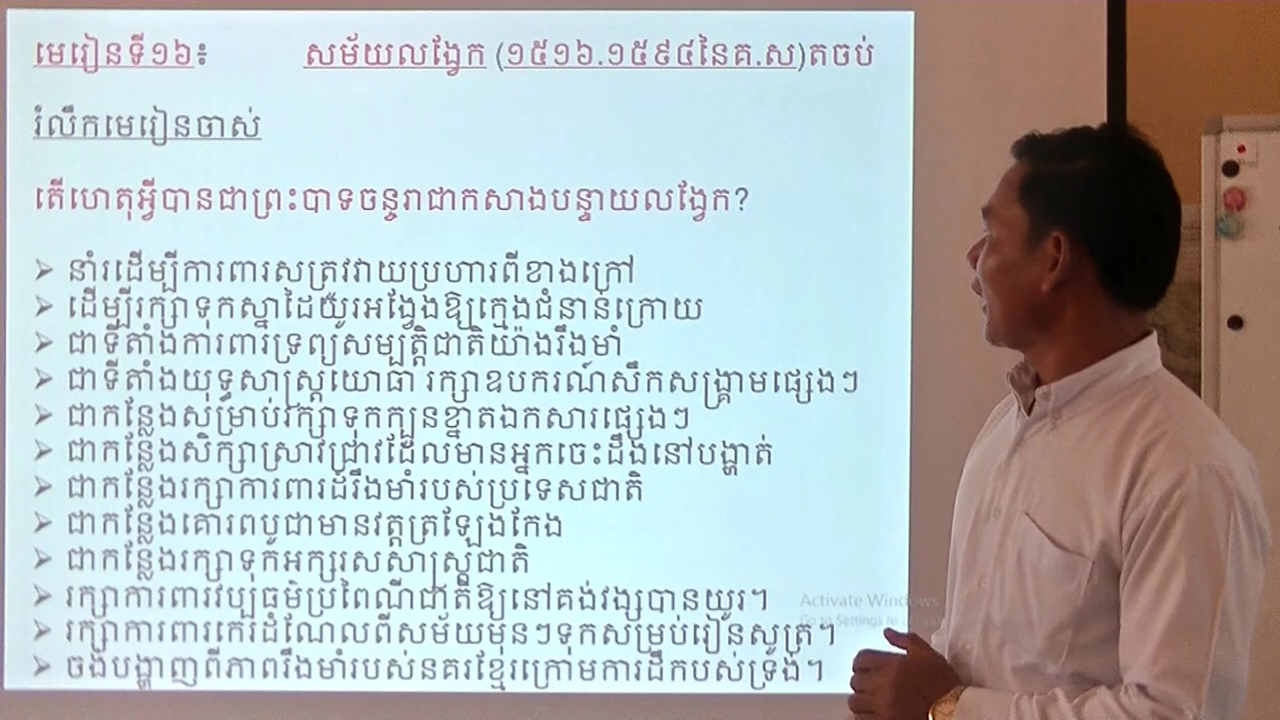 មេរៀនទី១៦៖ សម័យលង្វែក (១៥១៦.១៥៩៤នៃគ.ស)តចប់
រំលឹកមេរៀនចាស់
តើហេតុអ្វីបានជាព្រះបាទចន្ទរាជាកសាងបន្ទាយលង្វែក?
➢ នាំរដើម្បីការពារសត្រូវវាយប្រហារពីខាងក្រៅ
➢ ដើម្បីរក្សាទុកស្នាដៃយូរអង្វែងឱ្យក្មេងជំនាន់ក្រោយ
➢ ជាទីតាំងការពារទ្រព្យសម្បត្តិជាតិយ៉ាងរឹងមាំ
➢ ជាទីតាំងយុទ្ធសាស្ត្រយោធា រក្សាឧបករណ៍សឹកសង្គ្រាមផ្សេងៗ
➢ ជាកន្លែងសម្រាប់រក្សាទុកក្បួនខ្នាតឯកសារផ្សេងៗ
➢ ជាកន្លែងសិក្សាស្រាវជ្រាវដែលមានអ្នកចេះដឹងនៅបង្ហាត់
➢ ជាកន្លែងរក្សាការពារដ៏រឹងមាំរបស់ប្រទេសជាតិ
➢ ជាកន្លែងគោរពបូជាមានវត្តត្រឡែងកែង
➢ ជាកន្លែងរក្សាទុកអក្សរសសាស្ត្រជាតិ
➢ រក្សាការពារវប្បធម៌ប្រពៃណីជាតិឱ្យនៅគង់វង្សបានយូរ។
➢ រក្សាការពារកេរដំណែលពីសម័យមុនៗទុកសម្រប់រៀនសូត្រ។
➢ ចង់បង្ហាញពីភាពរឹងមាំរបស់នគរខ្មែរក្រោមការដឹកបស់ទ្រង់។
Activate Windows
Go to Settings